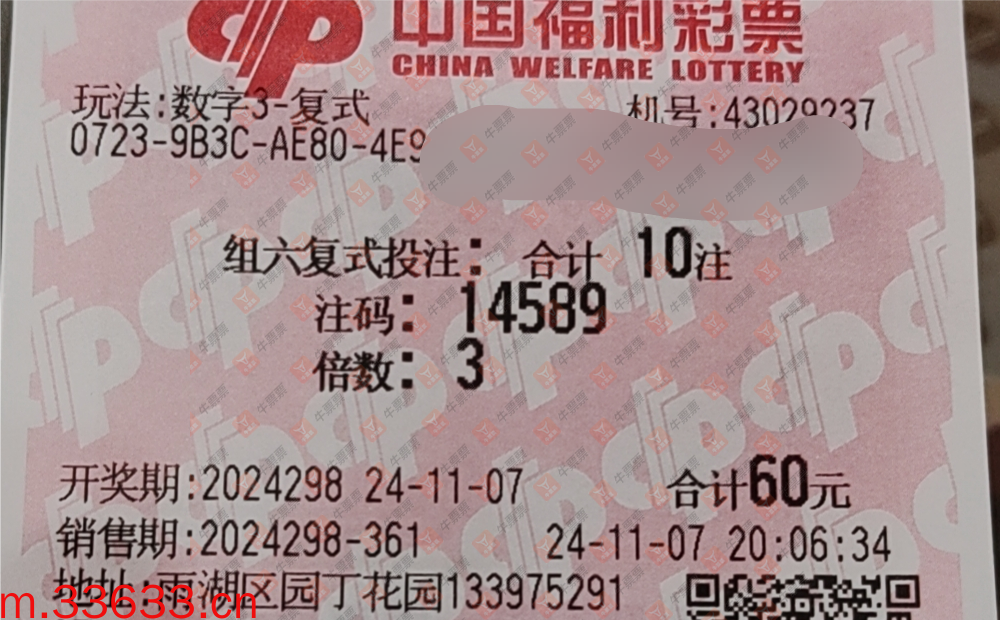 中国福利彩票
CHINA WELFARE LOTTERY
玩法:数字3-复式 机号:43029237
0723-9B3C-AE80-4E9
组六复式投注: 合计 10注
注码: 14589
倍数: 3
开奖期:2024298 24-11-07 合计60元
销售期:2024298-361 24-11-07 20:06:34
地址:雨湖区园丁花园133975291
m.33633.cn